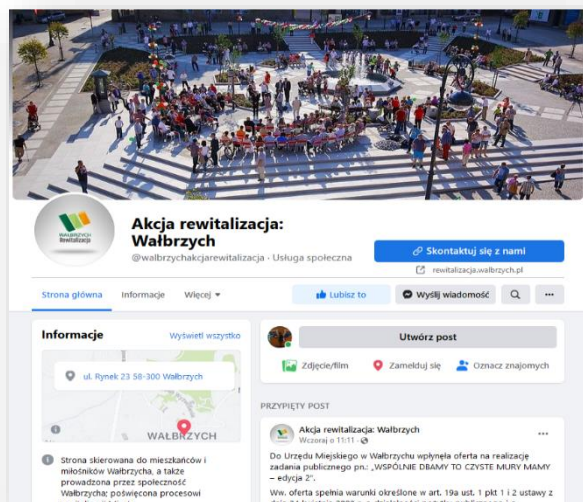 WAŁBRZYCH
Rewitalizacja
Akcja rewitalizacja:
Wałbrzych
@walbrzychakcjarewitalizacja · Usługa społeczna
Skontaktuj się z nami
rewitalizacja.walbrzych.pl
Strona główna Informacje Więcej
Lubisz to
Wyślij wiadomość
Informacje Wyświetl wszystko
ul. Rynek 23 58-300 Wałbrzych
WAŁBRZYCH
Strona skierowana do mieszkańców i
miłośników Wałbrzycha, a także
prowadzona przez społeczność
Wałbrzycha; poświęcona procesowi
Utwórz post
Zdjęcie/film Zamelduj się Oznacz znajomych
PRZYPIĘTY POST
Akcja rewitalizacja: Wałbrzych
Wczoraj o 11:11 ·
Do Urzędu Miejskiego w Wałbrzychu wpłynęła oferta na realizację
zadania publicznego pn.: „WSPÓLNIE DBAMY TO CZYSTE MURY MAMY
– edycja 2".
Ww. oferta spełnia warunki określone w art. 19a ust. 1 pkt 1 i 2 ustawy z